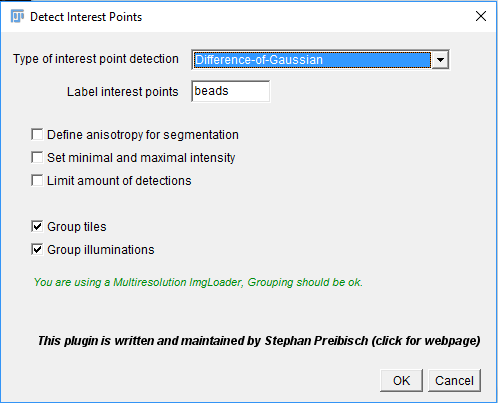 Detect Interest Points
Type of interest point detection Difference-of-Gaussian
Label interest points beads
Define anisotropy for segmentation
Set minimal and maximal intensity
Limit amount of detections
Group tiles
Group illuminations
You are using a Multiresolution ImgLoader, Grouping should be ok.
This plugin is written and maintained by Stephan Preibisch (click for webpage)
OK Cancel